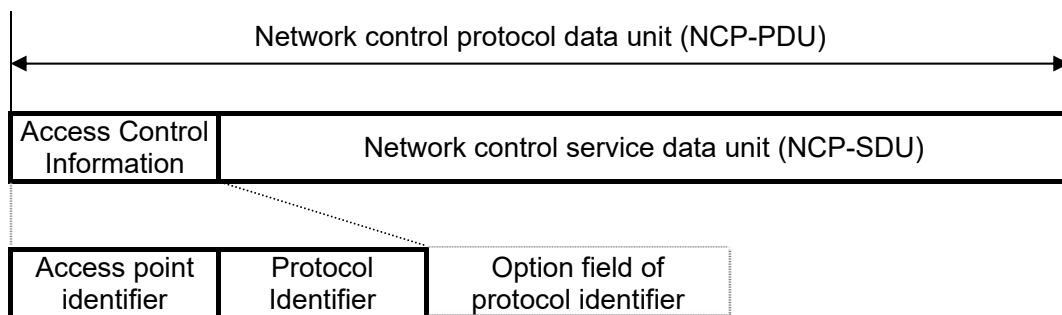 Network control protocol data unit (NCP-PDU)
Access Control
Information
Network control service data unit (NCP-SDU)
Access point
identifier
Protocol
Identifier
Option field of
protocol identifier